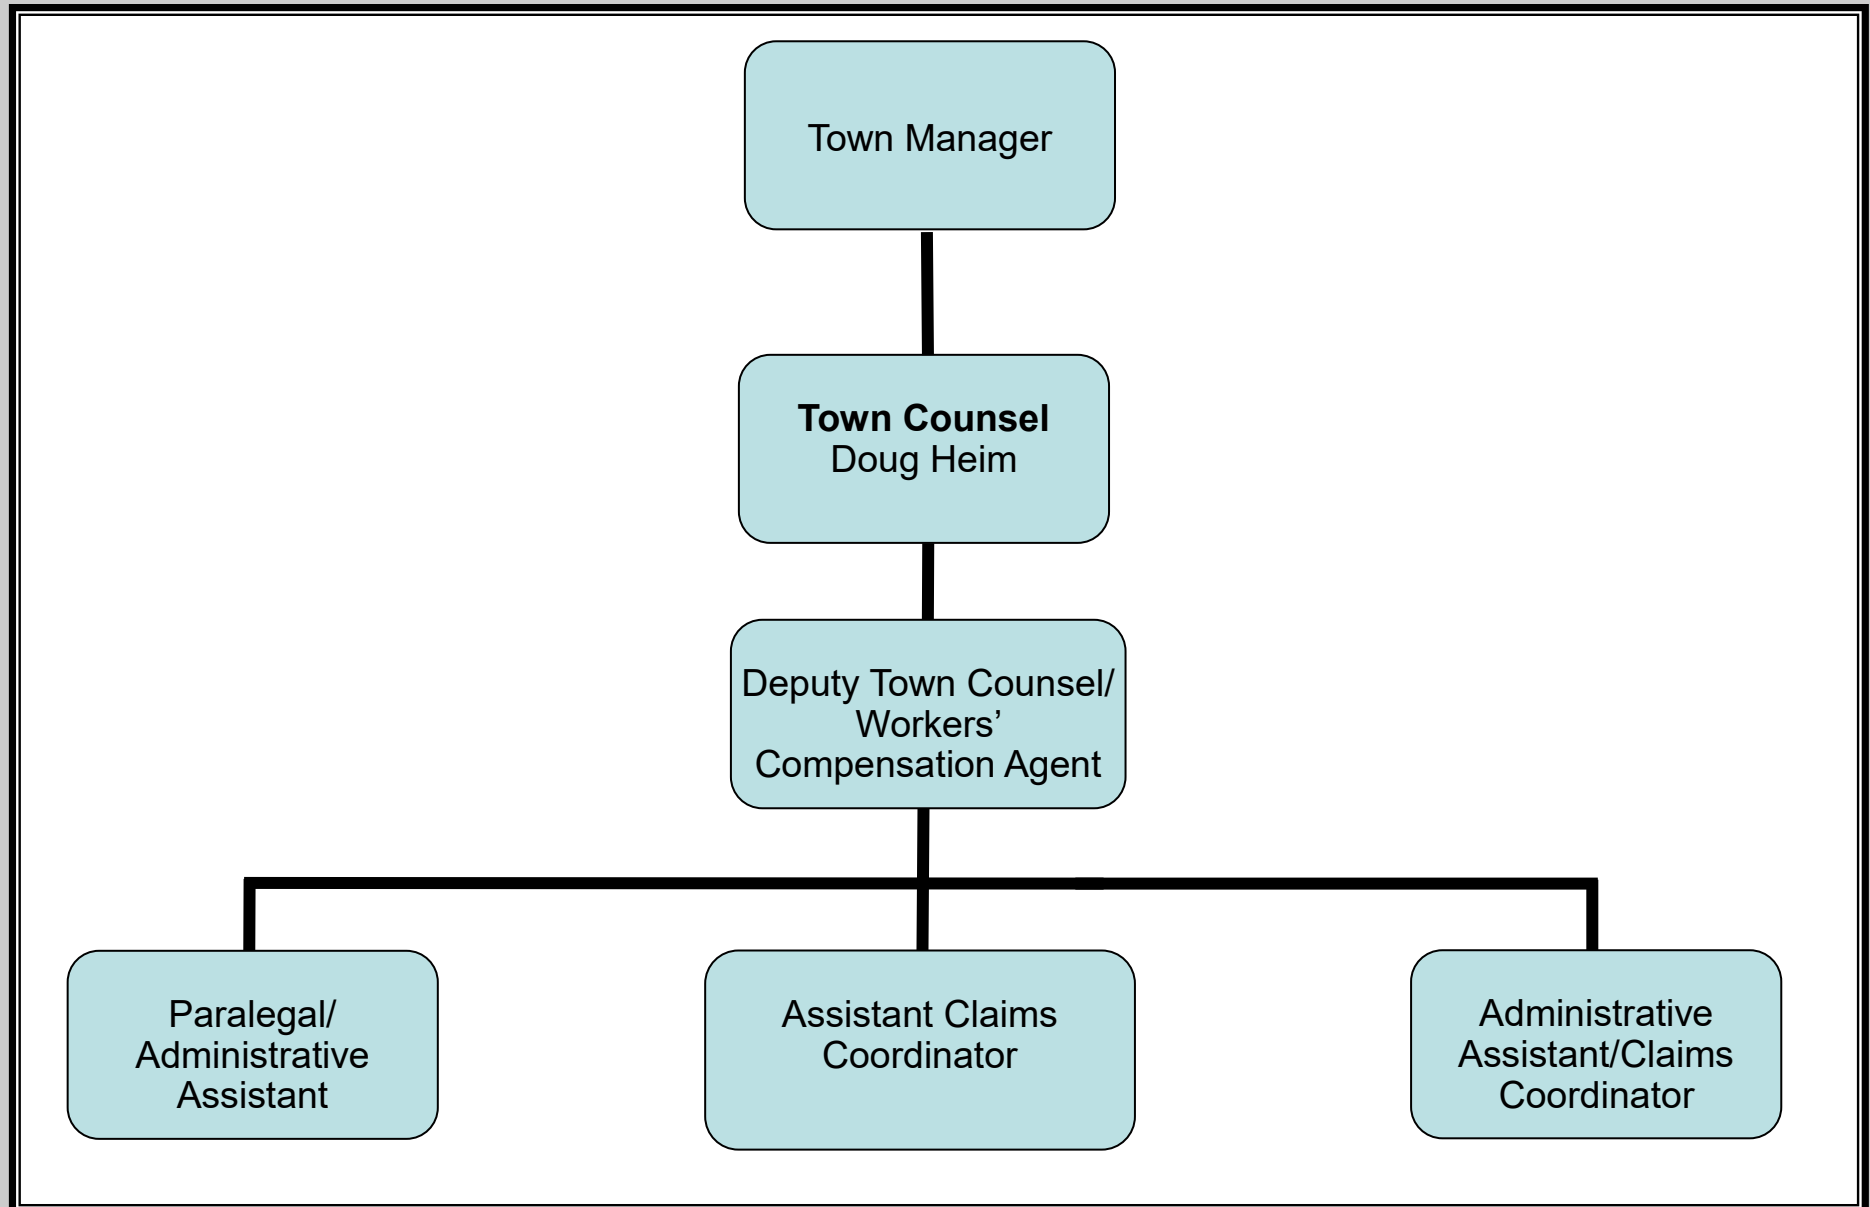 Town Manager
Town Counsel
Doug Heim
Deputy Town Counsel/
Workers’
Compensation Agent
Paralegal/
Administrative
Assistant
Assistant Claims
Coordinator
Administrative
Assistant/Claims
Coordinator